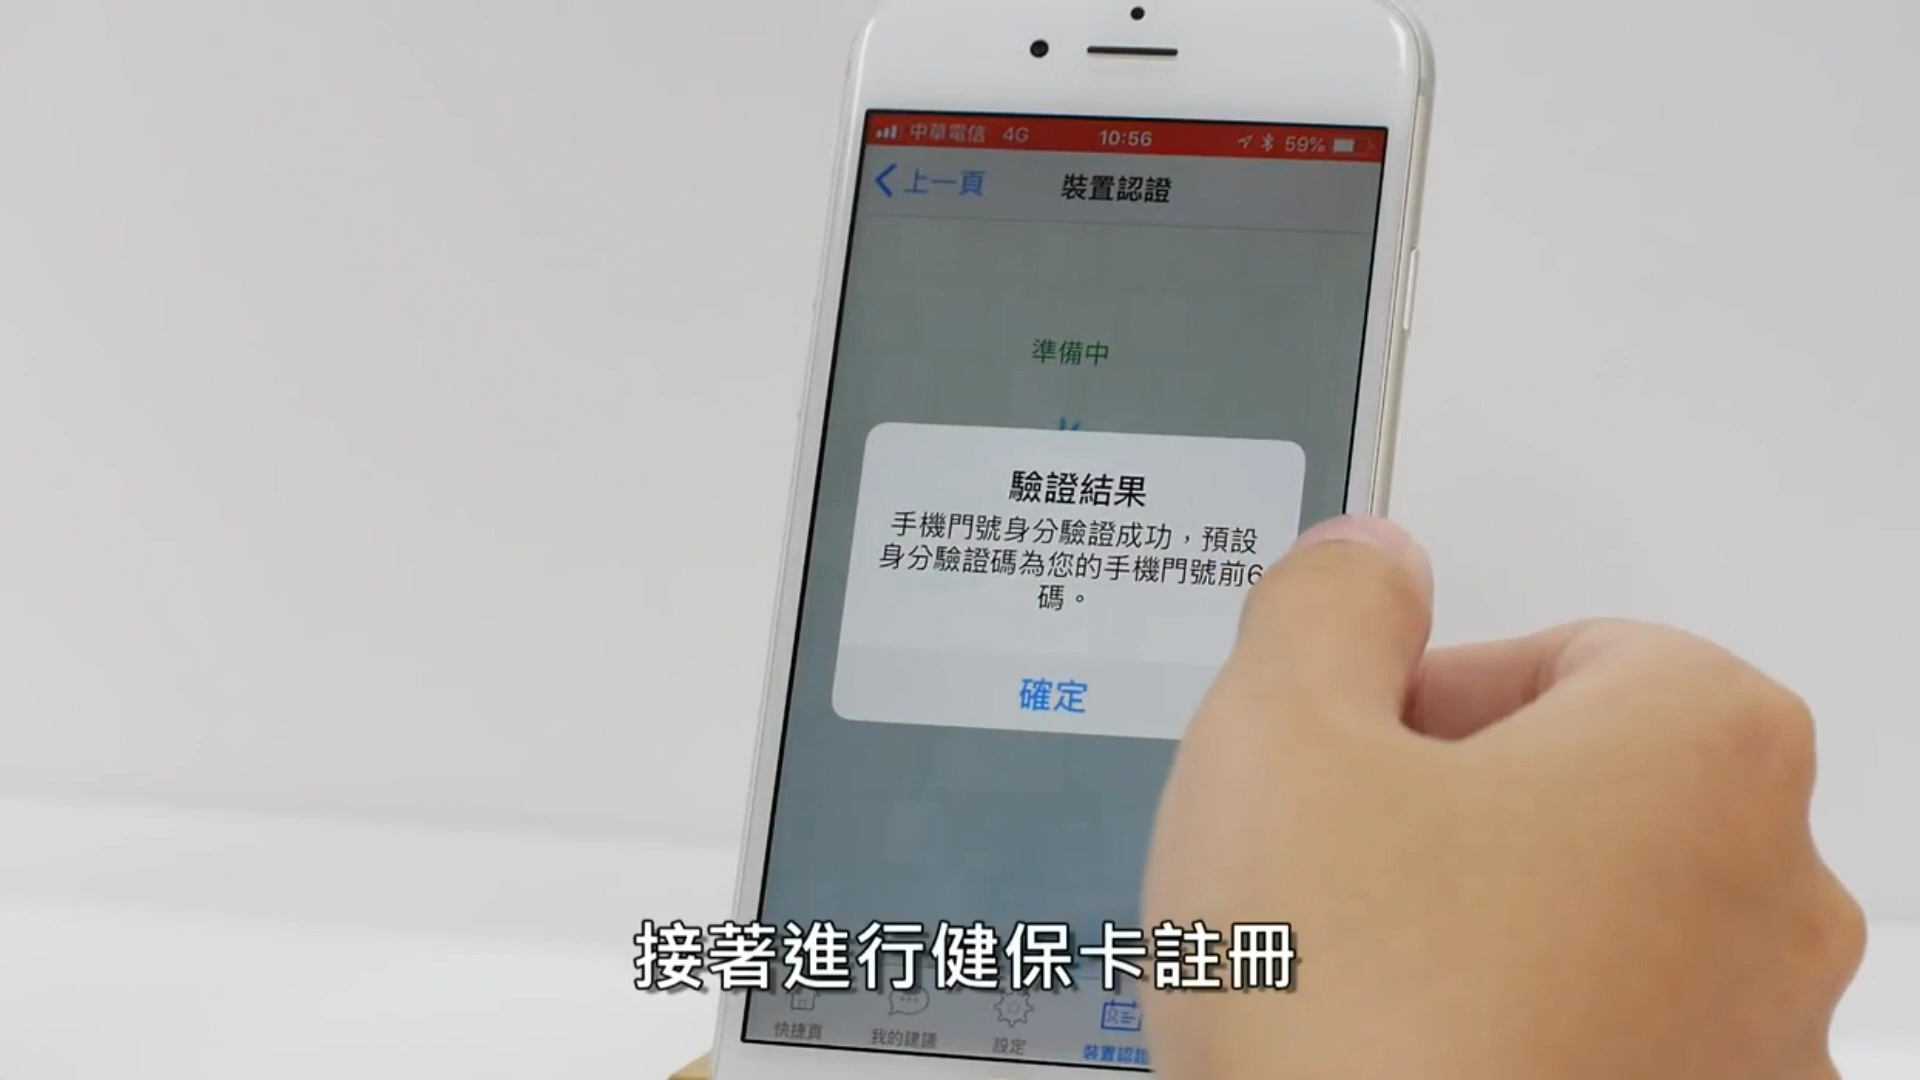 中華電信 4G 10:56 59%
上一頁 裝置認證
準備中
驗證結果
手機門號身分驗證成功，預設
身分驗證碼為您的手機門號前6
碼。
確定
接著進行健保卡註冊
快捷頁 我的建議 設定 裝置認證